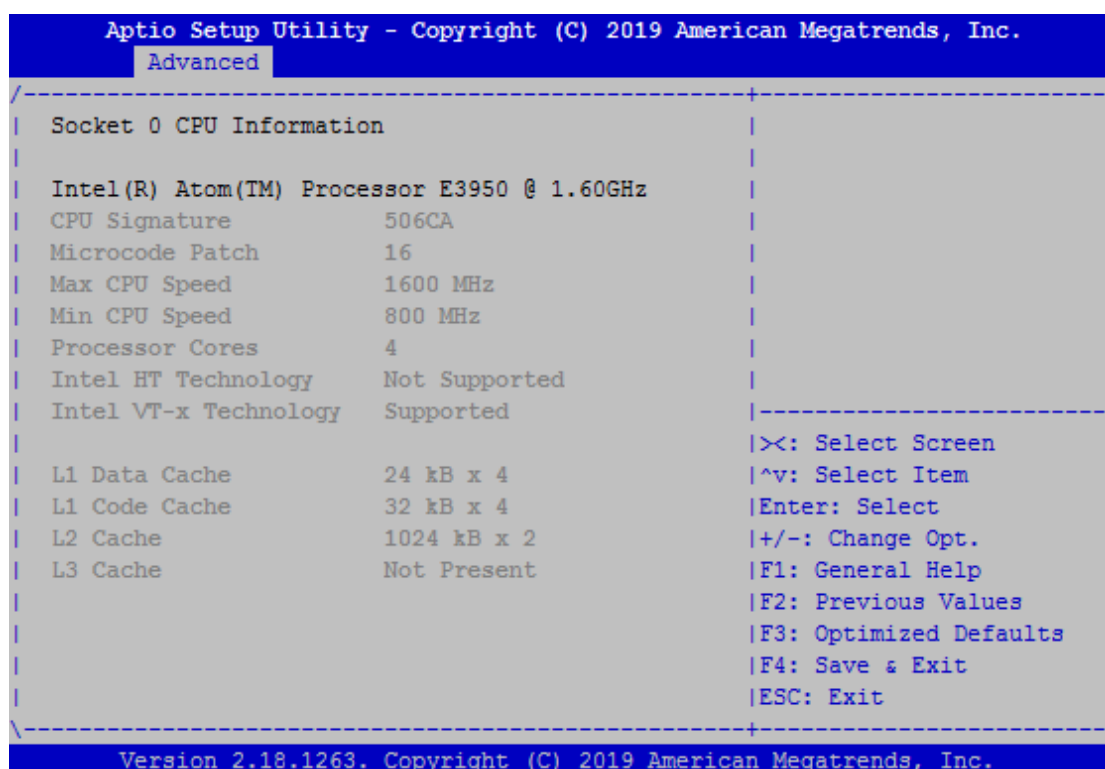 Aptio Setup Utility - Copyright (C) 2019 American Megatrends, Inc.
Advanced
/----------------------------------------------------+-------------------------
| Socket 0 CPU Information |
| |
| Intel(R) Atom(TM) Processor E3950 @ 1.60GHz |
| CPU Signature 506CA |
| Microcode Patch 16 |
| Max CPU Speed 1600 MHz |
| Min CPU Speed 800 MHz |
| Processor Cores 4 |
| Intel HT Technology Not Supported |
| Intel VT-x Technology Supported |-------------------------
| |><: Select Screen
| L1 Data Cache 24 kB x 4 |^v: Select Item
| L1 Code Cache 32 kB x 4 |Enter: Select
| L2 Cache 1024 kB x 2 |+/-: Change Opt.
| L3 Cache Not Present |F1: General Help
| |F2: Previous Values
| |F3: Optimized Defaults
| |F4: Save & Exit
| |ESC: Exit
\----------------------------------------------------+-------------------------
Version 2.18.1263. Copyright (C) 2019 American Megatrends, Inc.